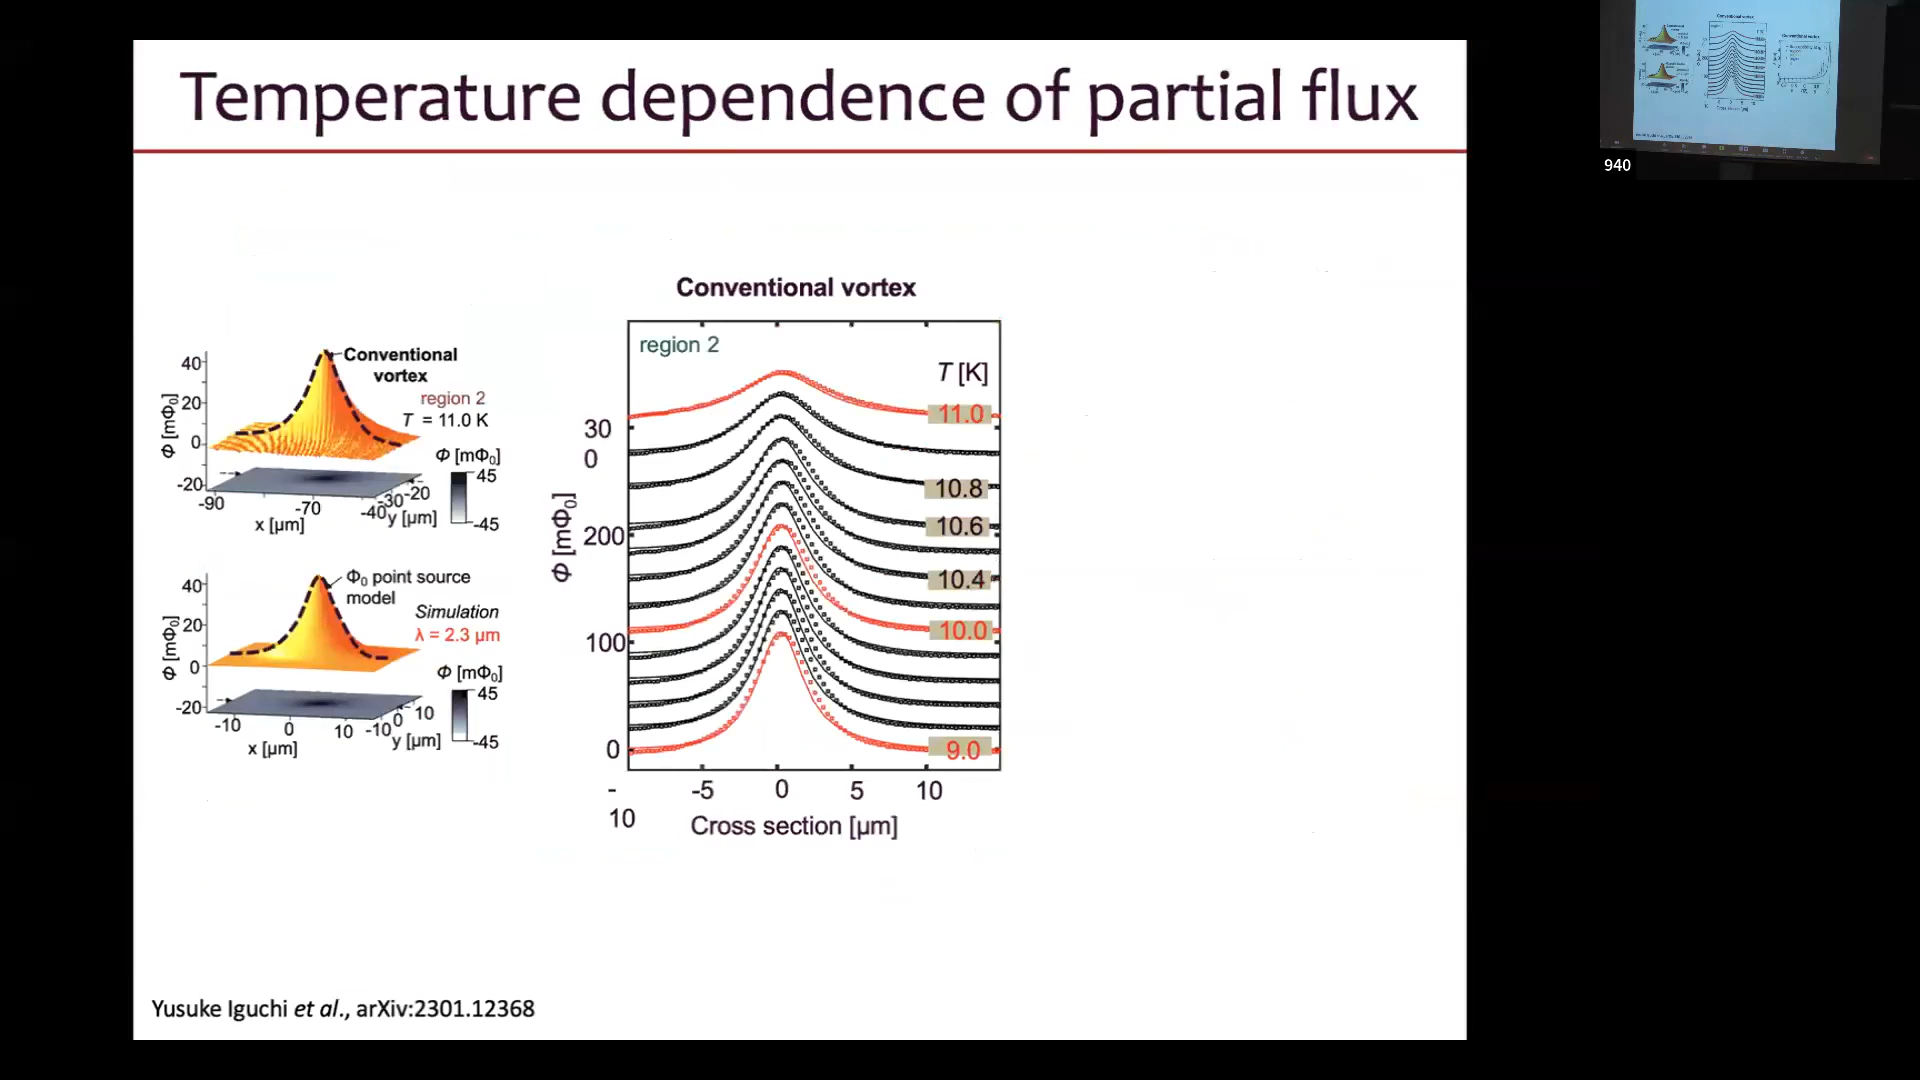 Temperature dependence of partial flux
Conventional vortex
region 2
T [K]
11.0
10.8
10.6
10.4
10.0
9.0
30
0
200
100
0
Φ [mΦ₀]
-
10
-5
0
5
10
Cross section [µm]
40
20
0
-20
Φ [mΦ₀]
Conventional
vortex
region 2
T = 11.0 K
Φ [mΦ₀]
45
-45
-90
-70
-40
-30
-20
x [µm]
y [µm]
40
20
0
-20
Φ [mΦ₀]
Φ₀ point source
model
Simulation
λ = 2.3 µm
Φ [mΦ₀]
45
-45
-10
0
10
-10
0
10
x [µm]
y [µm]
Yusuke Iguchi et al., arXiv:2301.12368
940
Conventional vortex
Conventional vortex